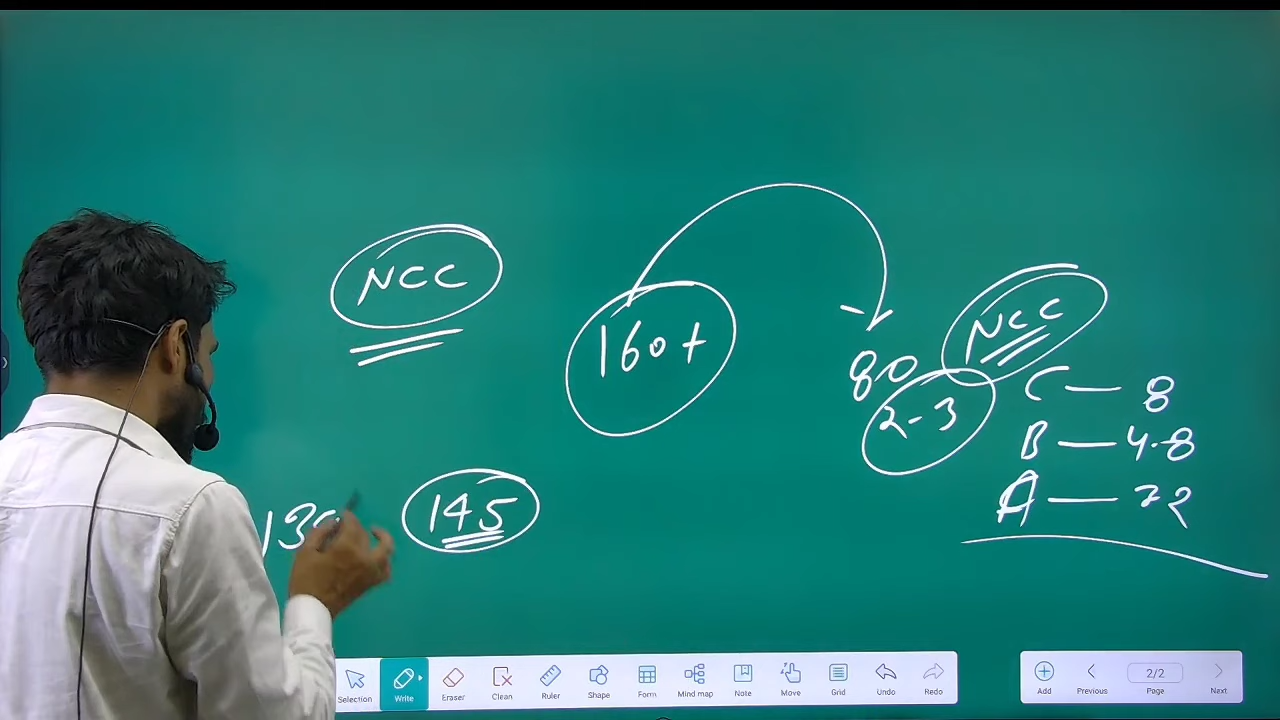 NCC
160+
80
2-3
NCC
C — 8
B — 4.8
A — 
145
Selection
Write
Eraser
Clean
Ruler
Shape
Form
Mind map
Note
Move
Grid
Undo
Redo
Add
Previous
2/2
Page
Next